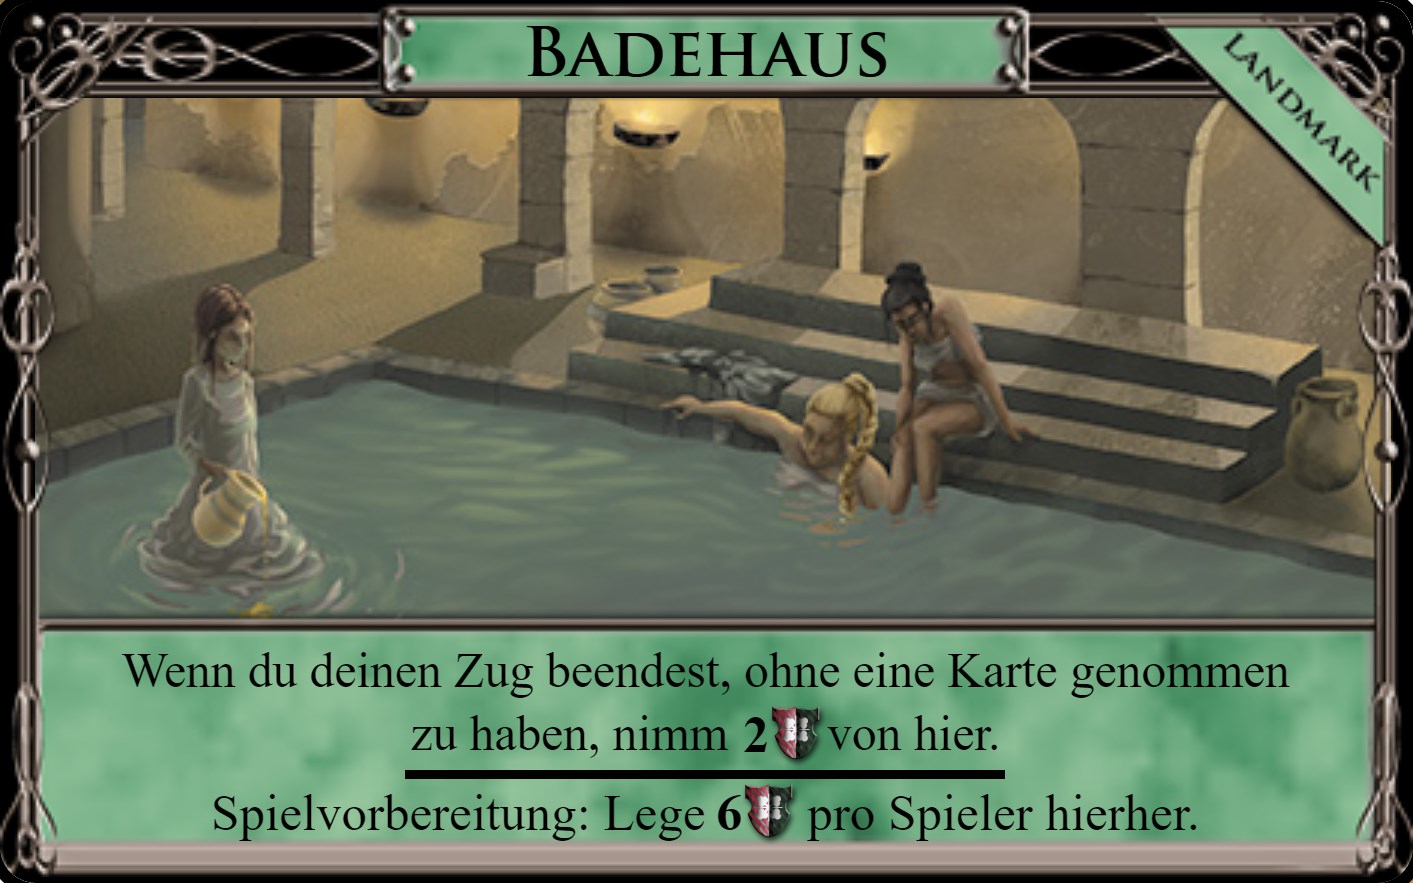 BADEHAUS
LANDMARK
Wenn du deinen Zug beendest, ohne eine Karte genommen
zu haben, nimm 2 von hier.
Spielvorbereitung: Lege 6 pro Spieler hierher.